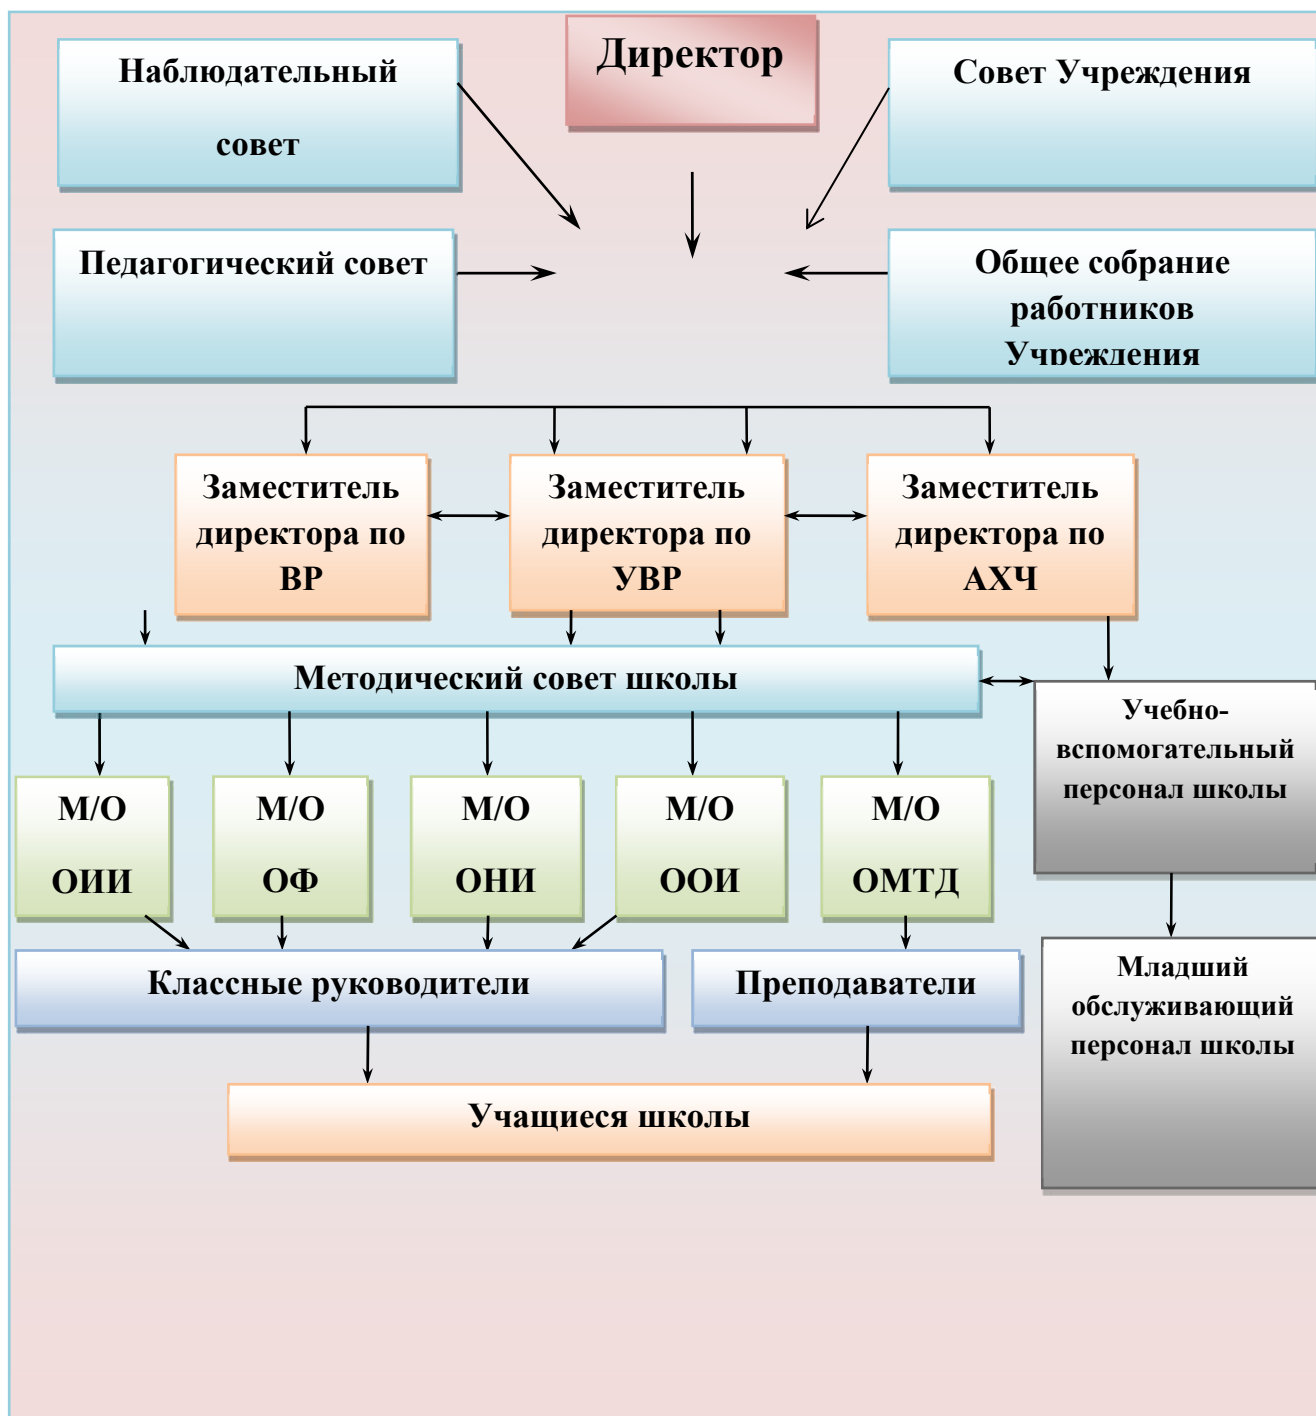 Директор
Наблюдательный
совет
Совет Учреждения
Педагогический совет
Общее собрание
работников
Учреждения
Заместитель
директора по
ВР
Заместитель
директора по
УВР
Заместитель
директора по
АХЧ
Методический совет школы
Учебно-
вспомогательный
персонал школы
М/О
ОИИ
М/О
ОФ
М/О
ОНИ
М/О
ООИ
М/О
ОМТД
Классные руководители
Преподаватели
Младший
обслуживающий
персонал школы
Учащиеся школы